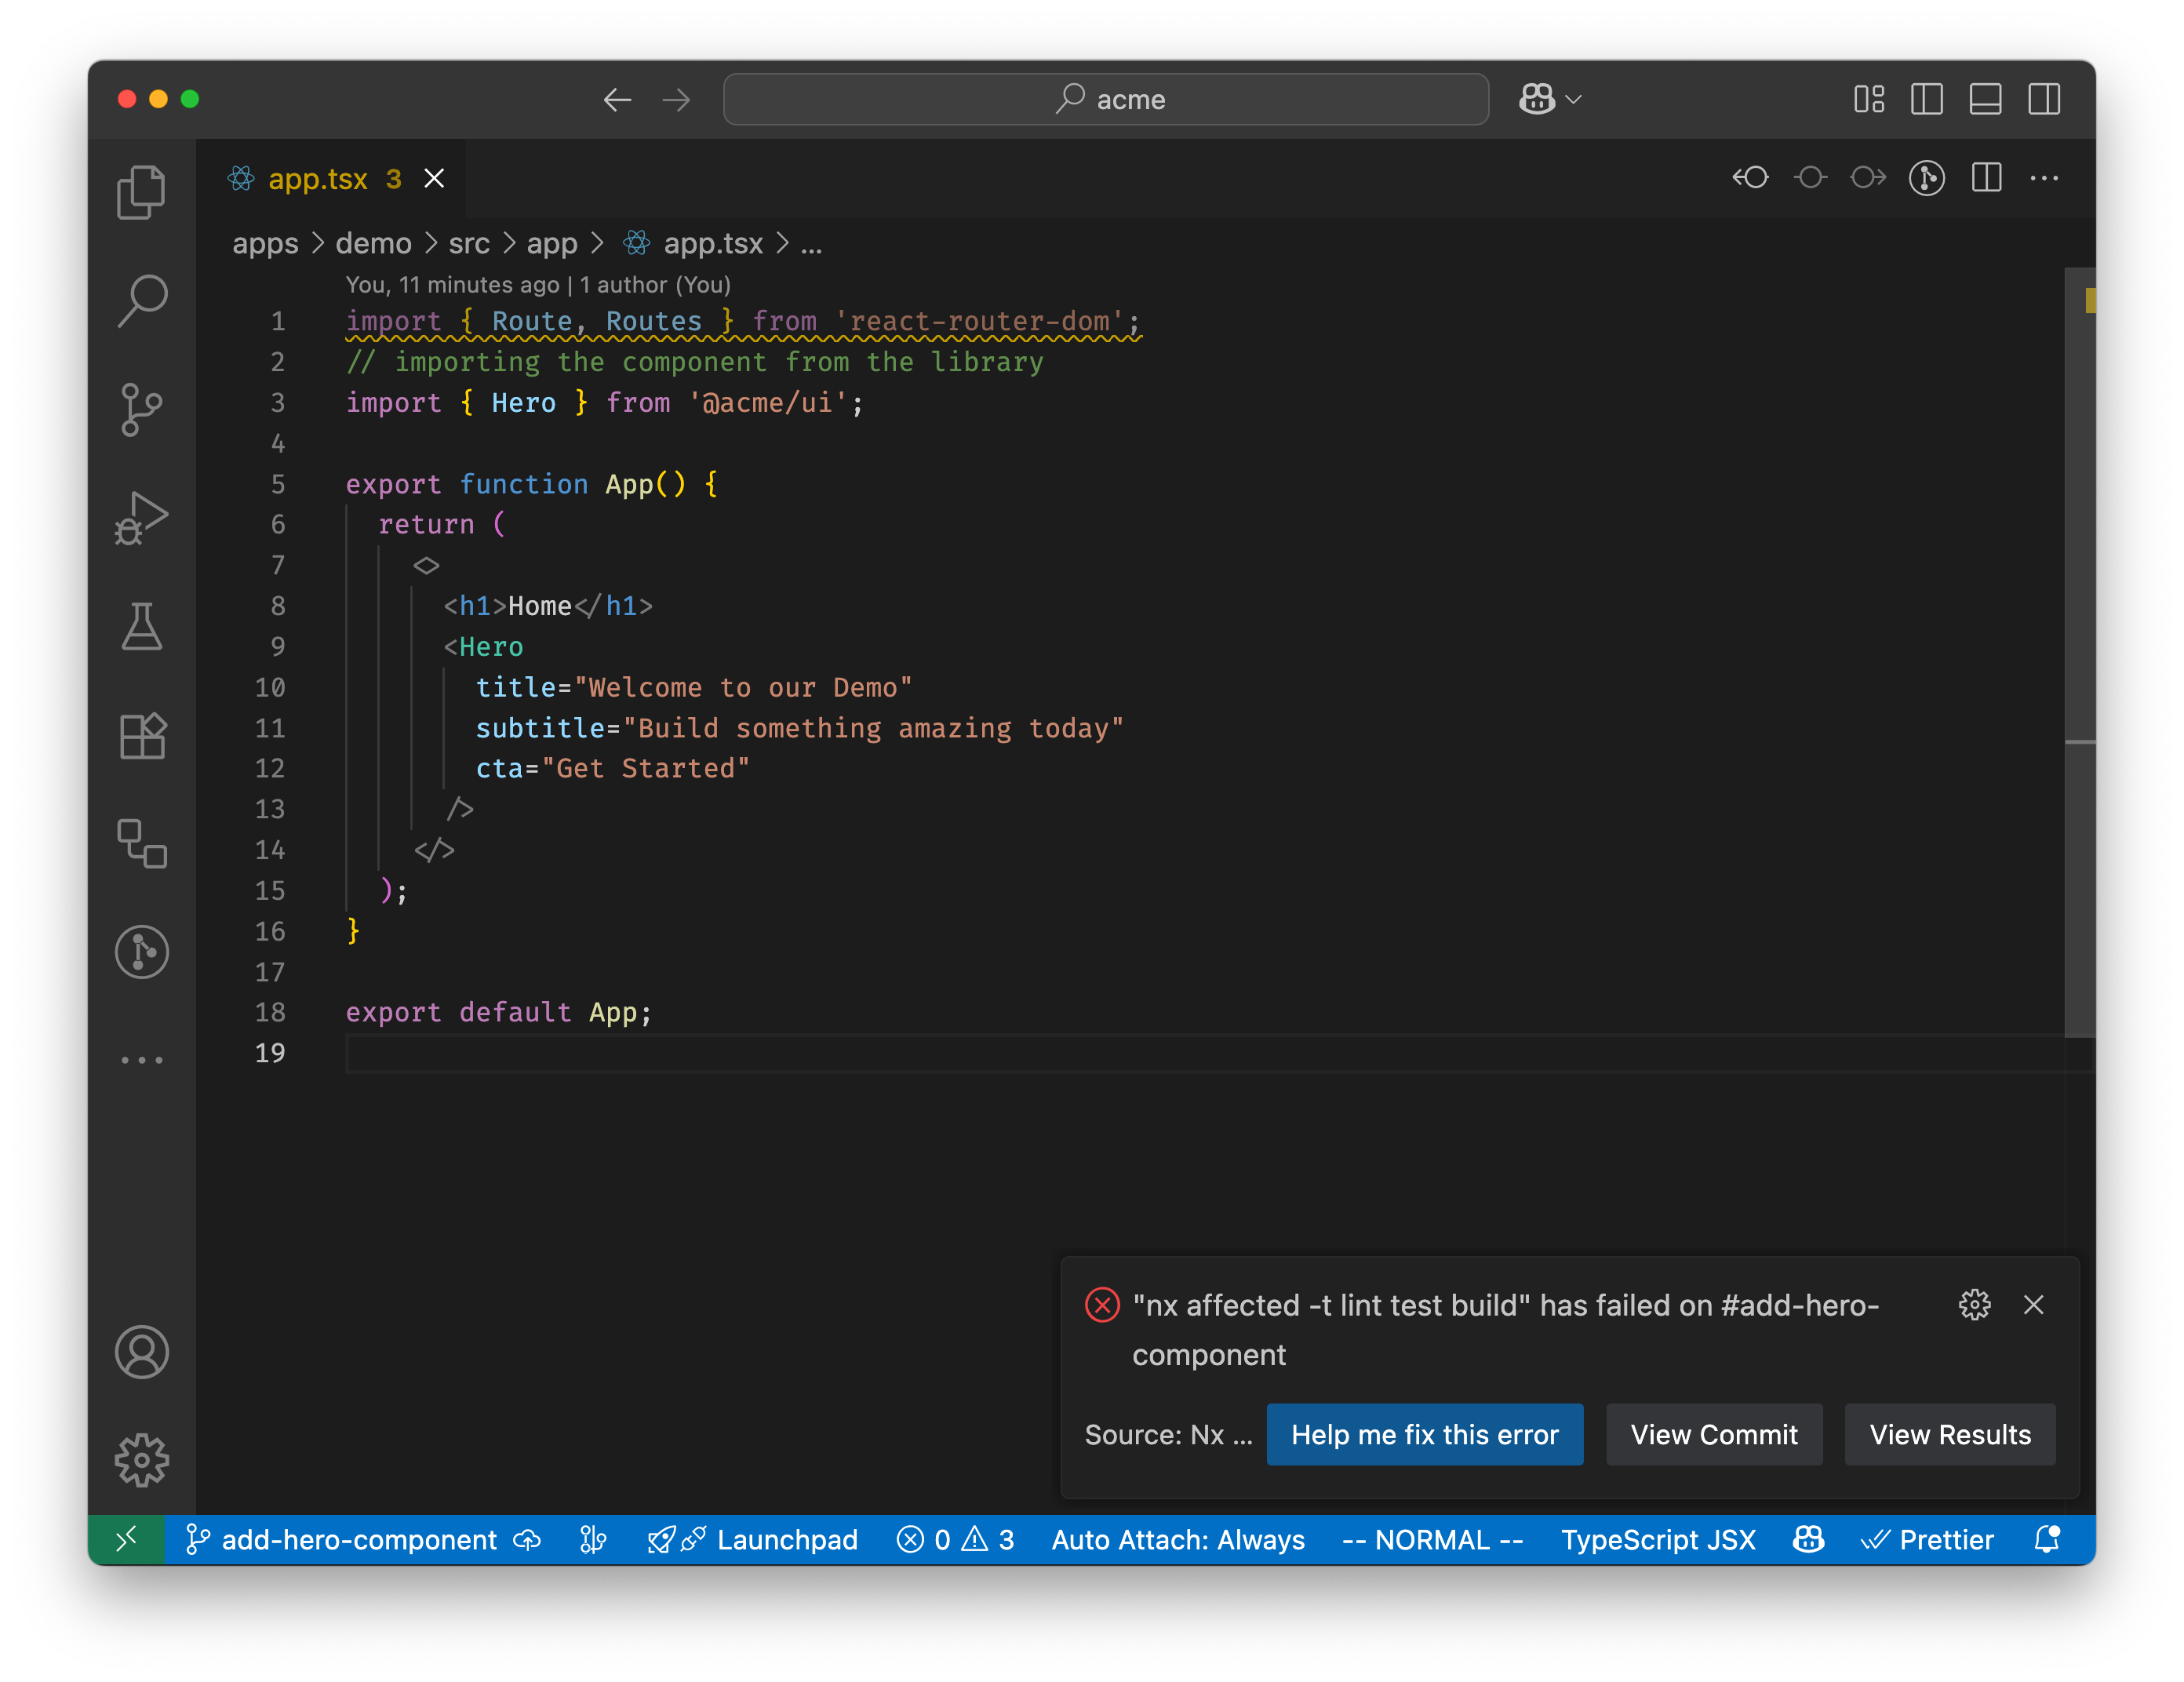 acme
app.tsx 3
apps > demo > src > app > app.tsx > ...
You, 11 minutes ago | 1 author (You)
1 import { Route, Routes } from 'react-router-dom';
2 // importing the component from the library
3 import { Hero } from '@acme/ui';
4
5 export function App() {
6 return (
7 <>
8 <h1>Home</h1>
9 <Hero
10 title="Welcome to our Demo"
11 subtitle="Build something amazing today"
12 cta="Get Started"
13 />
14 </>
15 );
16 }
17
18 export default App;
19
"nx affected -t lint test build" has failed on #add-hero-
component
Source: Nx ... Help me fix this error View Commit View Results
add-hero-component Launchpad 0 3 Auto Attach: Always -- NORMAL -- TypeScript JSX Prettier